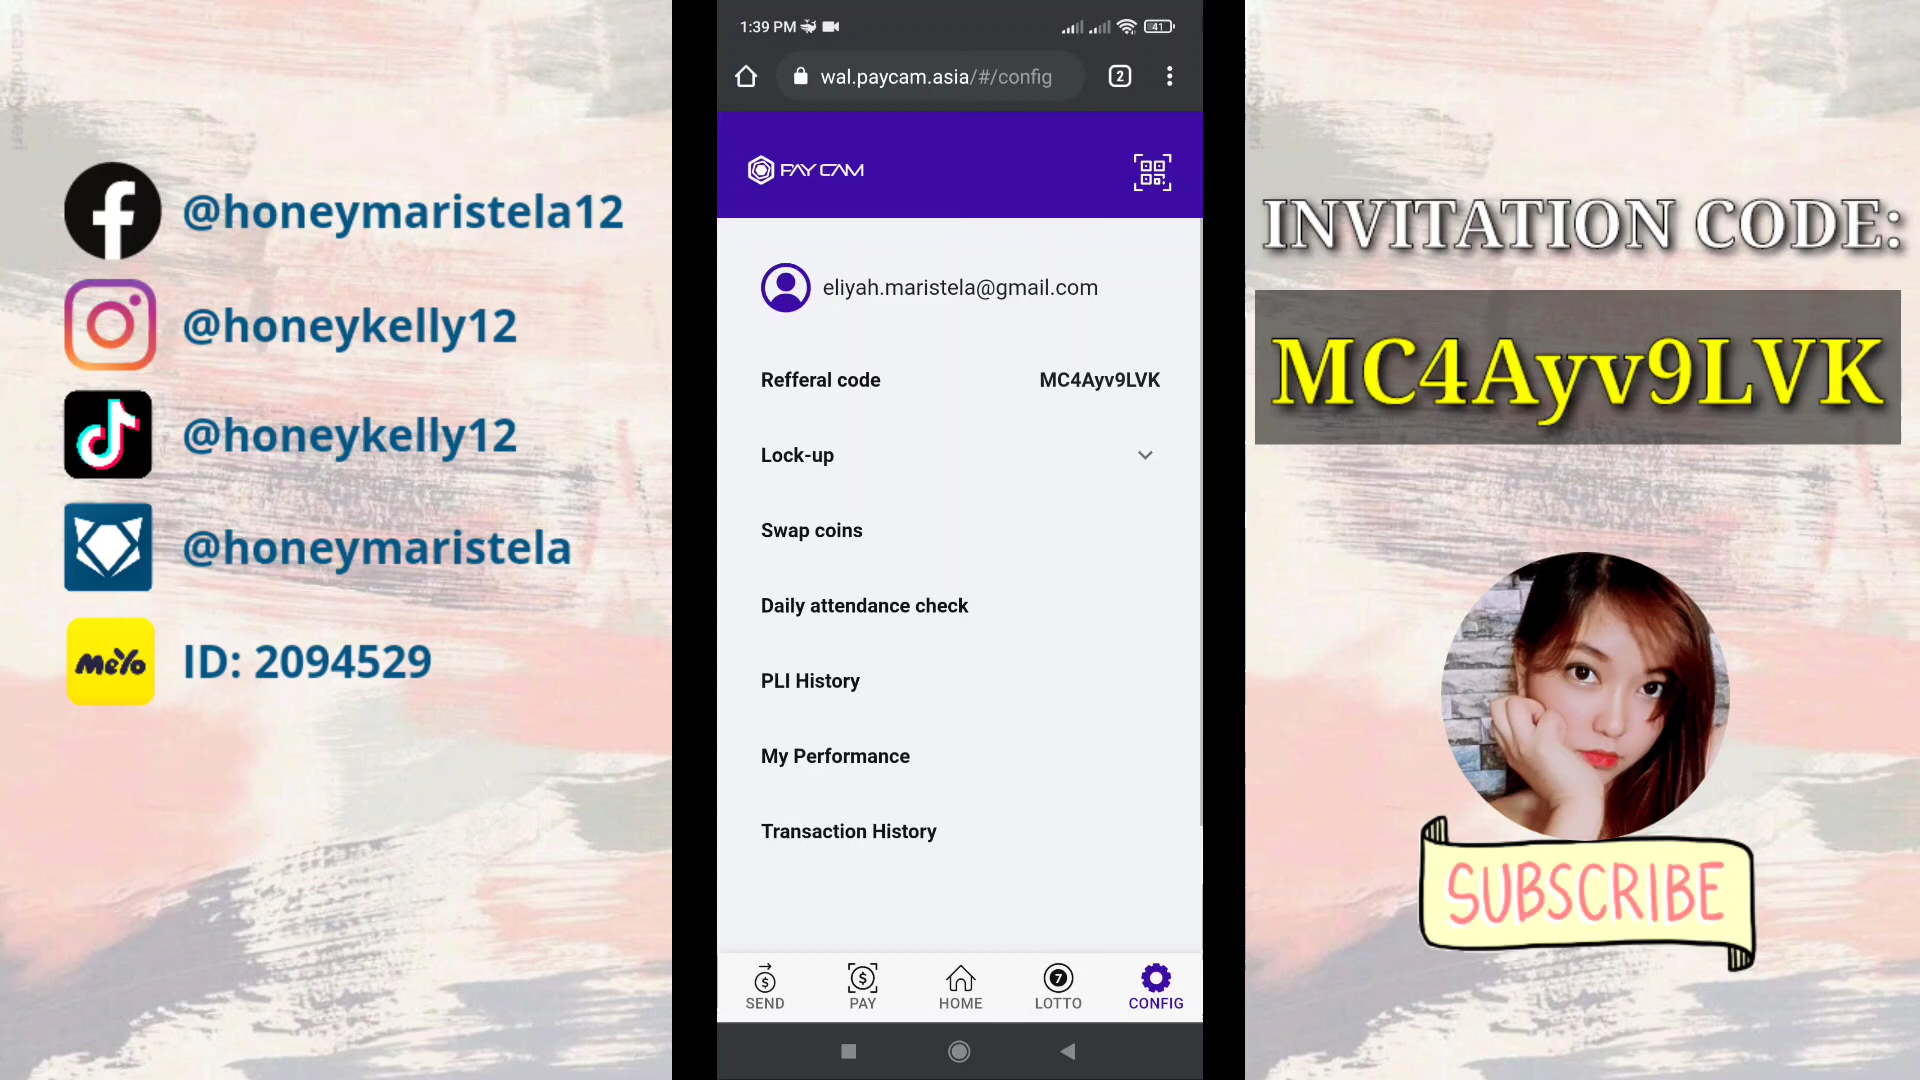 @honeymaristela12
@honeykelly12
@honeykelly12
@honeymaristela
MeYo
ID: 2094529
1:39 PM
41
wal.paycam.asia/#/config
2
PAY CAM
eliyah.maristela@gmail.com
Refferal code MC4Ayv9LVK
Lock-up
Swap coins
Daily attendance check
PLI History
My Performance
Transaction History
SEND PAY HOME LOTTO CONFIG
INVITATION CODE:
MC4Ayv9LVK
SUBSCRIBE